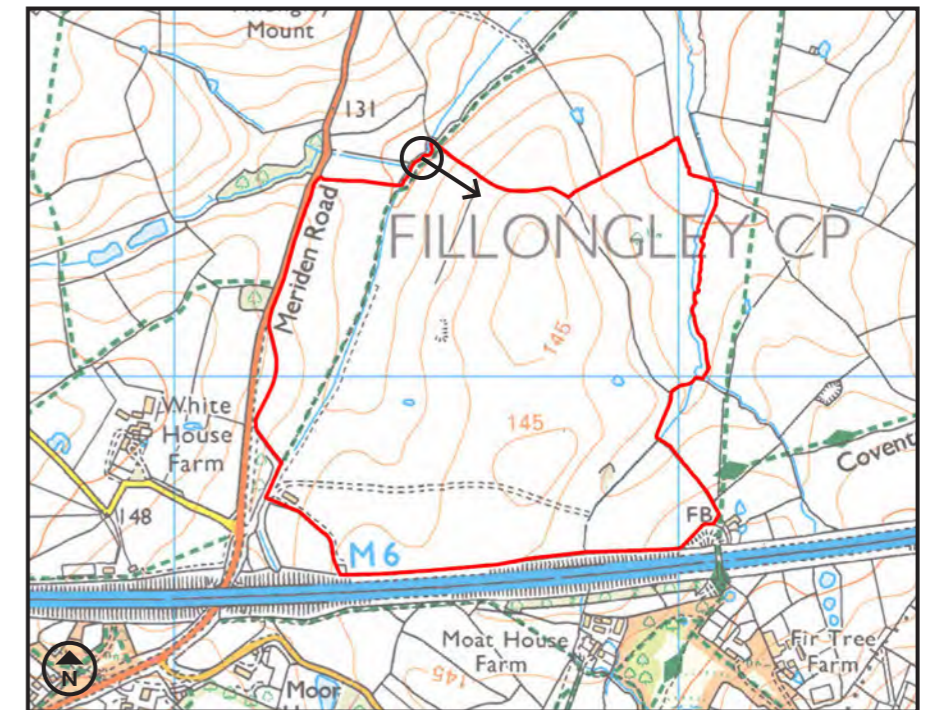 Mount
131
Meriden Road
FILLONGLEY CP
145
White
House
Farm
145
148
Covent
FB
M6
Moat House
Farm
Fir Tree
Farm
145
Moor
N